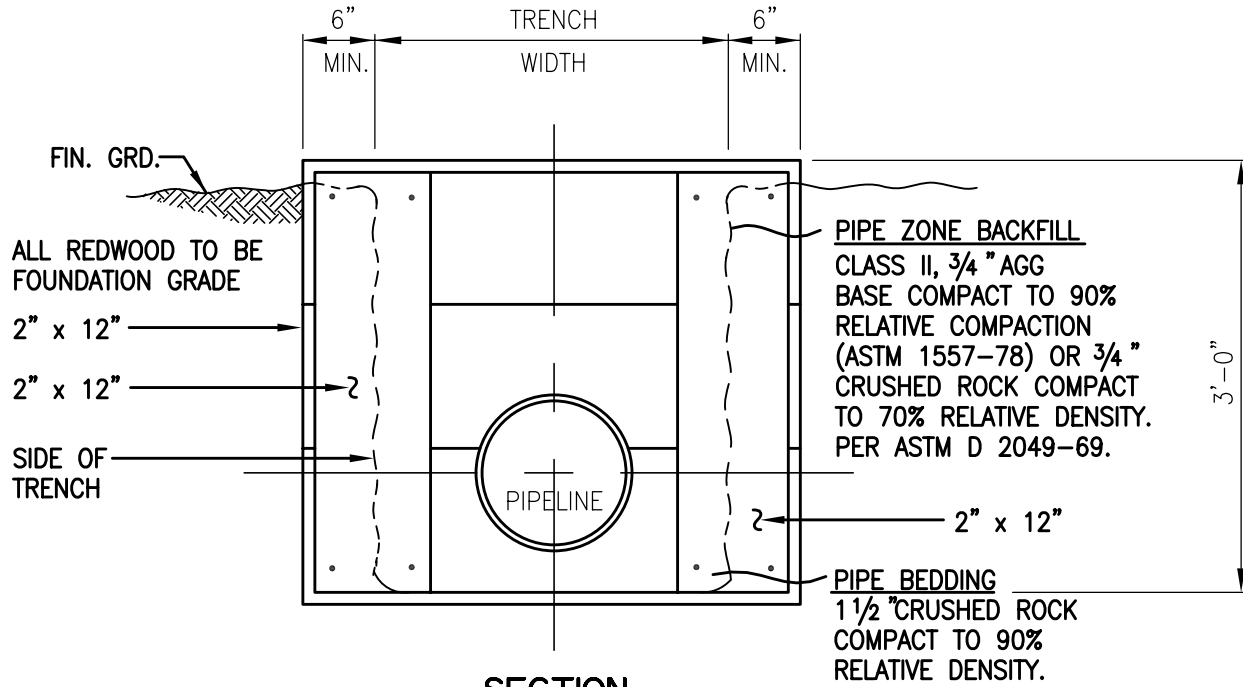 6" TRENCH 6"
MIN. WIDTH MIN.
FIN. GRD.
ALL REDWOOD TO BE
FOUNDATION GRADE
2" x 12"
2" x 12"
SIDE OF
TRENCH
PIPELINE
PIPE ZONE BACKFILL
CLASS II, 3/4" AGG
BASE COMPACT TO 90%
RELATIVE COMPACTION
(ASTM 1557-78) OR 3/4"
CRUSHED ROCK COMPACT
TO 70% RELATIVE DENSITY.
PER ASTM D 2049-69.
3'-0"
2" x 12"
PIPE BEDDING
1 1/2" CRUSHED ROCK
COMPACT TO 90%
RELATIVE DENSITY.
SECTION